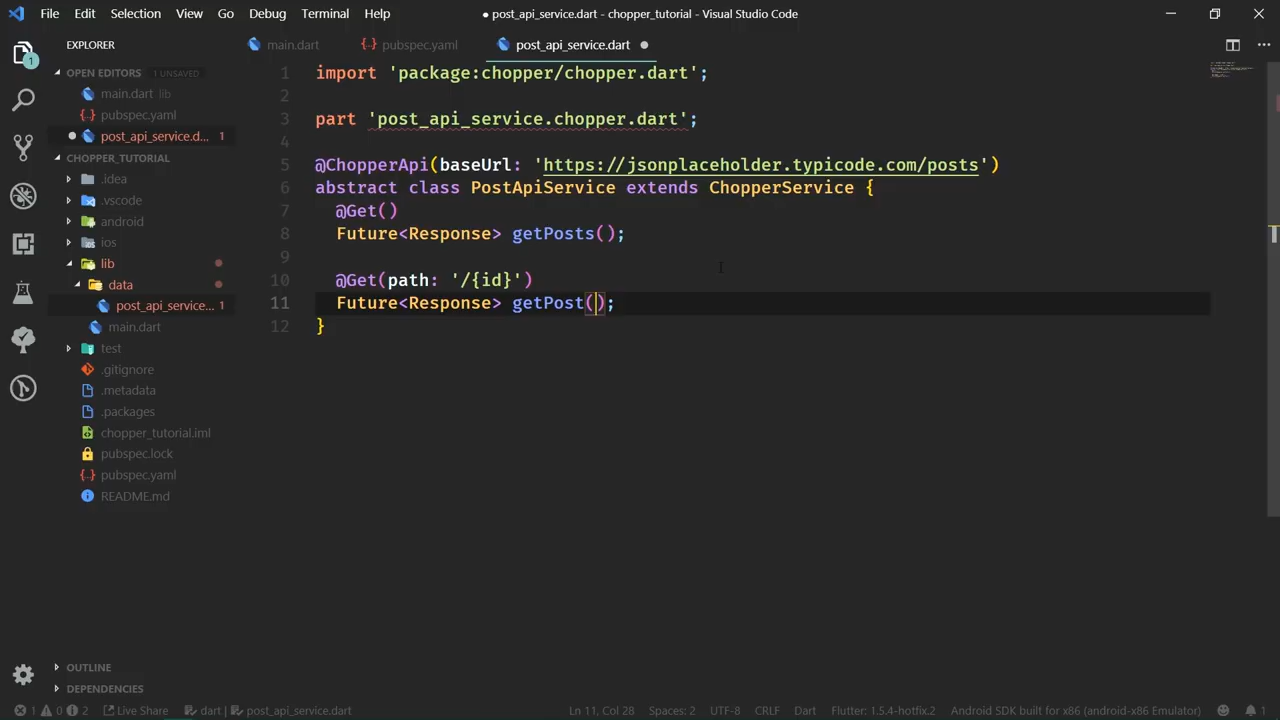 File Edit Selection View Go Debug Terminal Help
● post_api_service.dart - chopper_tutorial - Visual Studio Code
EXPLORER
main.dart
{..} pubspec.yaml
post_api_service.dart ●
OPEN EDITORS 1 UNSAVED
main.dart lib
{..} pubspec.yaml
● post_api_service.d... 1
CHOPPER_TUTORIAL
.idea
.vscode
android
ios
lib
data
post_api_service... 1
main.dart
test
.gitignore
.metadata
.packages
chopper_tutorial.iml
pubspec.lock
{..} pubspec.yaml
README.md
OUTLINE
DEPENDENCIES
1 import 'package:chopper/chopper.dart';
2
3 part 'post_api_service.chopper.dart';
4
5 @ChopperApi(baseUrl: 'https://jsonplaceholder.typicode.com/posts')
6 abstract class PostApiService extends ChopperService {
7 @Get()
8 Future<Response> getPosts();
9
10 @Get(path: '/{id}')
11 Future<Response> getPost();
12 }
1 0 2 Live Share dart | post_api_service.dart
Ln 11, Col 28 Spaces: 2 UTF-8 CRLF Dart Flutter: 1.5.4-hotfix.2 Android SDK built for x86 (android-x86 Emulator) 1